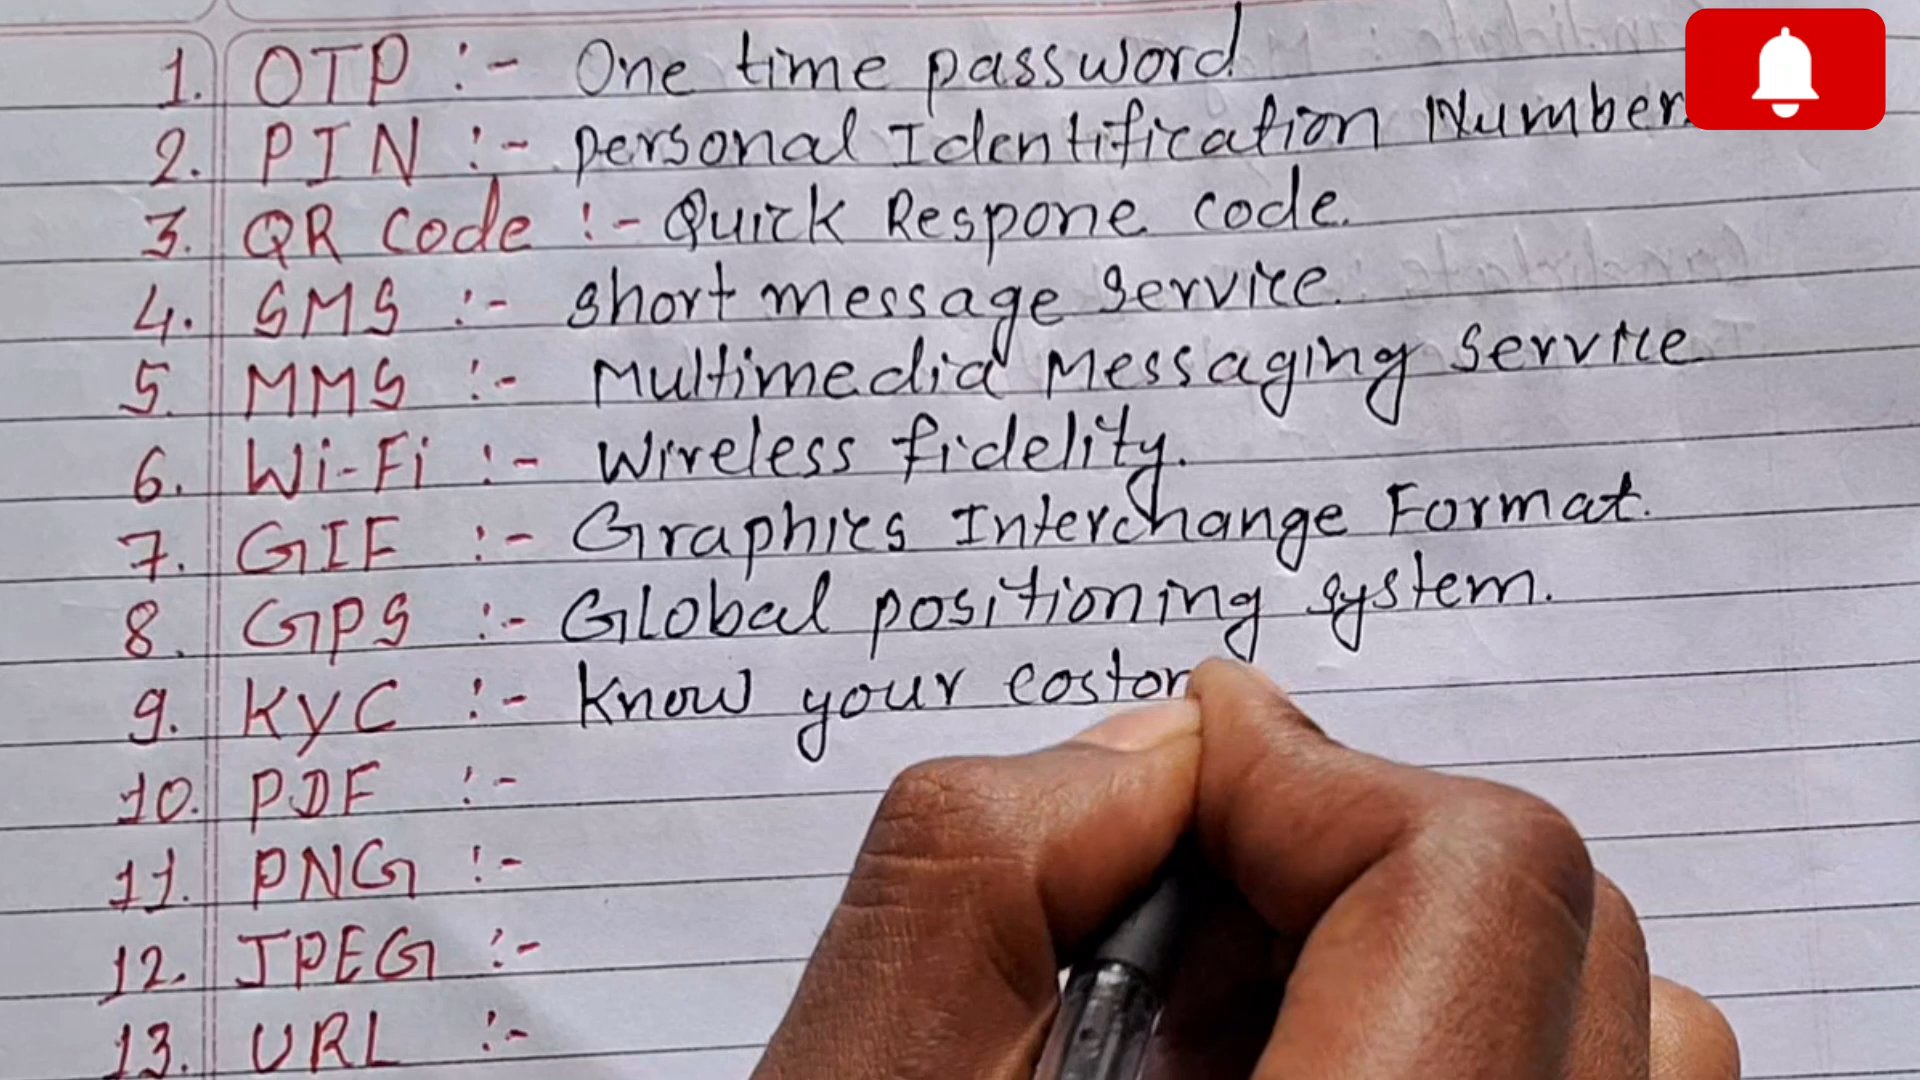 1. OTP :- One time password
2. PIN :- personal Identification Number
3. QR code :- Quick Respone code.
4. SMS :- short message service.
5. MMS :- Multimedia Messaging service
6. Wi-Fi :- Wireless fidelity.
7. GIF :- Graphics Interchange Format.
8. GPS :- Global positioning system.
9. KYC :- Know your costom
10. PDF :-
11. PNG :-
12. JPEG :-
13. URL :-